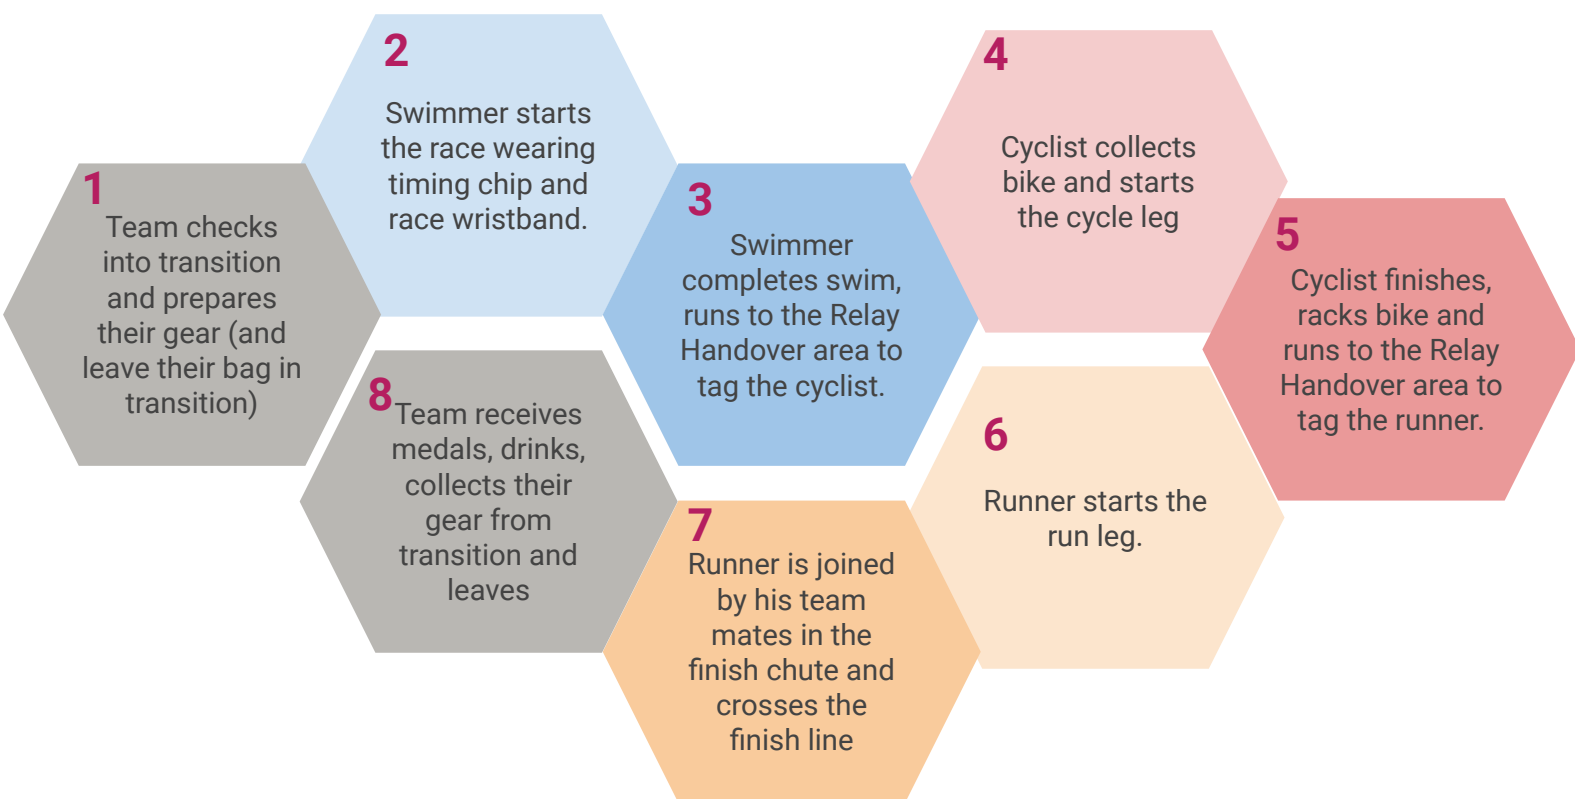 1
Team checks
into transition
and prepares
their gear (and
leave their bag in
transition)
2
Swimmer starts
the race wearing
timing chip and
race wristband.
3
Swimmer
completes swim,
runs to the Relay
Handover area to
tag the cyclist.
4
Cyclist collects
bike and starts
the cycle leg
5
Cyclist finishes,
racks bike and
runs to the Relay
Handover area to
tag the runner.
6
Runner starts the
run leg.
7
Runner is joined
by his team
mates in the
finish chute and
crosses the
finish line
8
Team receives
medals, drinks,
collects their
gear from
transition and
leaves